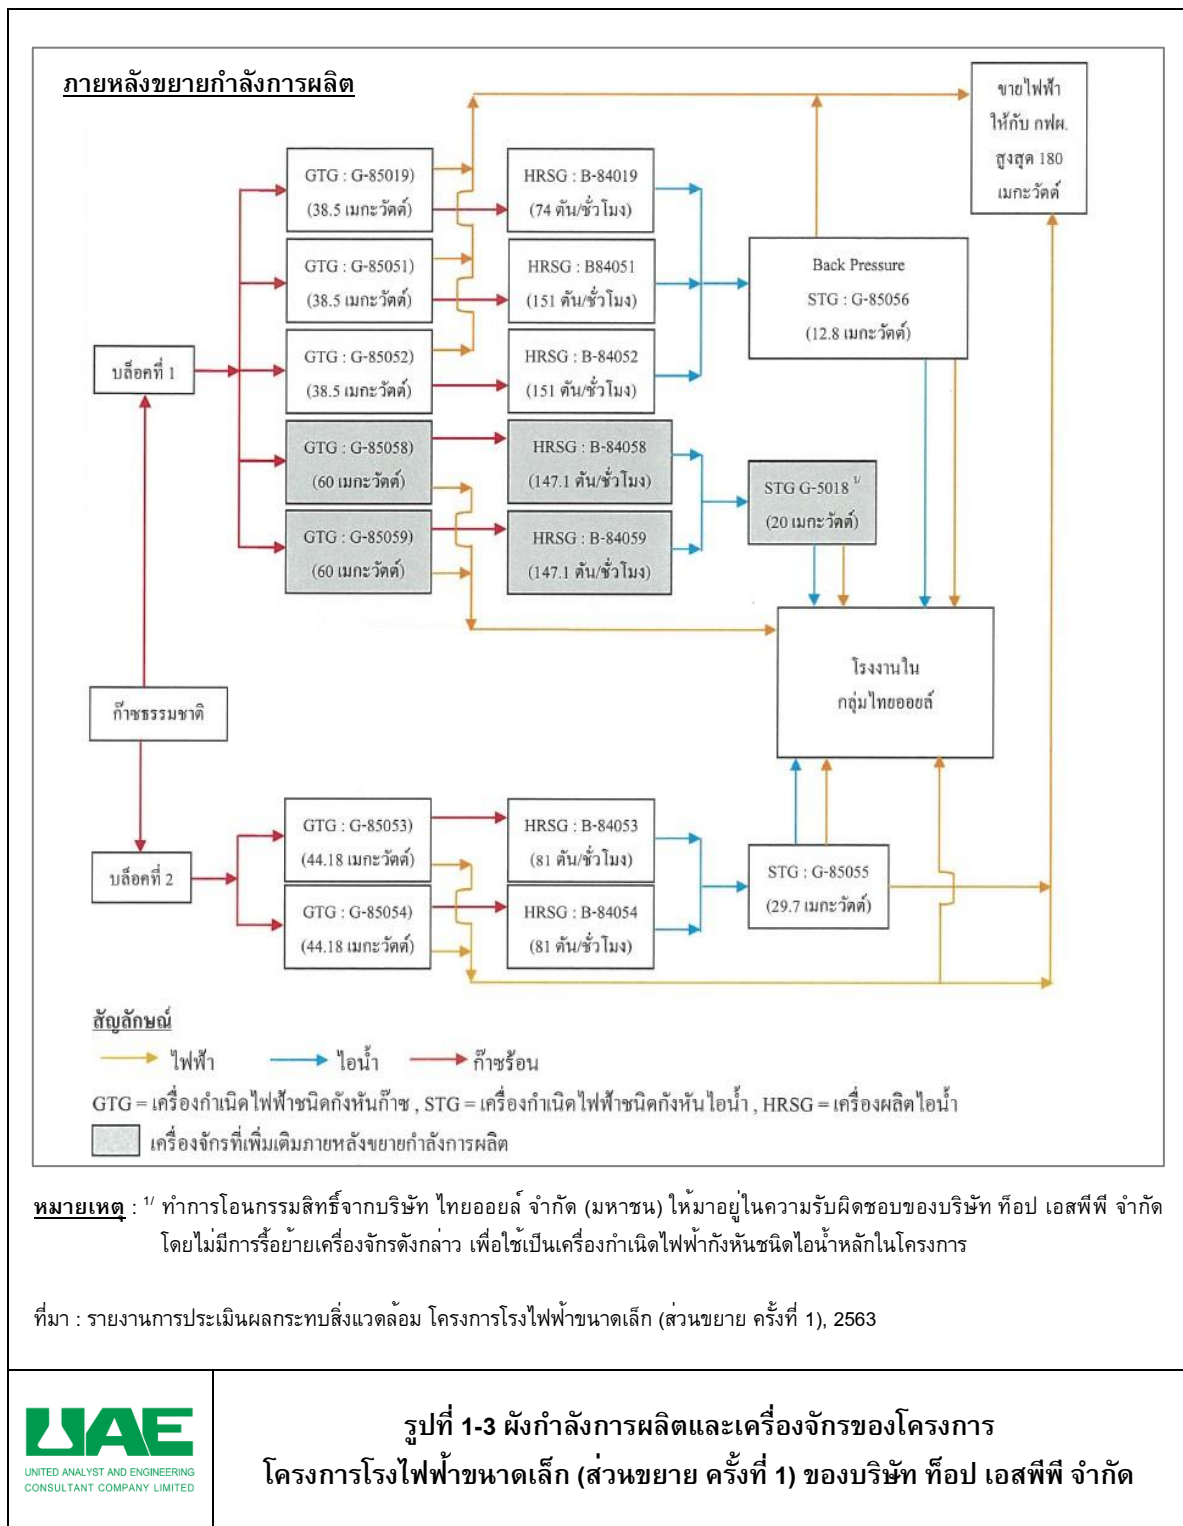 ภายหลังขยายกำลังการผลิต
ขายไฟฟ้า
ให้กับ กฟผ.
สูงสุด 180
เมกะวัตต์
GTG : G-85019)
(38.5 เมกะวัตต์)
HRSG : B-84019
(74 ตัน/ชั่วโมง)
GTG : G-85051)
(38.5 เมกะวัตต์)
HRSG : B84051
(151 ตัน/ชั่วโมง)
Back Pressure
STG : G-85056
(12.8 เมกะวัตต์)
บล็อคที่ 1
GTG : G-85052)
(38.5 เมกะวัตต์)
HRSG : B-84052
(151 ตัน/ชั่วโมง)
GTG : G-85058)
(60 เมกะวัตต์)
HRSG : B-84058
(147.1 ตัน/ชั่วโมง)
STG G-5018 1/
(20 เมกะวัตต์)
GTG : G-85059)
(60 เมกะวัตต์)
HRSG : B-84059
(147.1 ตัน/ชั่วโมง)
โรงงานใน
กลุ่มไทยออยล์
ก๊าซธรรมชาติ
GTG : G-85053)
(44.18 เมกะวัตต์)
HRSG : B-84053
(81 ตัน/ชั่วโมง)
บล็อคที่ 2
STG : G-85055
(29.7 เมกะวัตต์)
GTG : G-85054)
(44.18 เมกะวัตต์)
HRSG : B-84054
(81 ตัน/ชั่วโมง)
สัญลักษณ์
ไฟฟ้า ไอน้ำ ก๊าซร้อน
GTG = เครื่องกำเนิดไฟฟ้าชนิดกังหันก๊าซ , STG = เครื่องกำเนิดไฟฟ้าชนิดกังหันไอน้ำ , HRSG = เครื่องผลิตไอน้ำ
เครื่องจักรที่เพิ่มเติมภายหลังขยายกำลังการผลิต
หมายเหตุ : 1/ ทำการโอนกรรมสิทธิ์จากบริษัท ไทยออยล์ จำกัด (มหาชน) ให้มาอยู่ในความรับผิดชอบของบริษัท ท็อป เอสพีพี จำกัด
โดยไม่มีการรื้อย้ายเครื่องจักรดังกล่าว เพื่อใช้เป็นเครื่องกำเนิดไฟฟ้ากังหันชนิดไอน้ำหลักในโครงการ
ที่มา : รายงานการประเมินผลกระทบสิ่งแวดล้อม โครงการโรงไฟฟ้าขนาดเล็ก (ส่วนขยาย ครั้งที่ 1), 2563
UAE
UNITED ANALYST AND ENGINEERING
CONSULTANT COMPANY LIMITED
รูปที่ 1-3 ผังกำลังการผลิตและเครื่องจักรของโครงการ
โครงการโรงไฟฟ้าขนาดเล็ก (ส่วนขยาย ครั้งที่ 1) ของบริษัท ท็อป เอสพีพี จำกัด